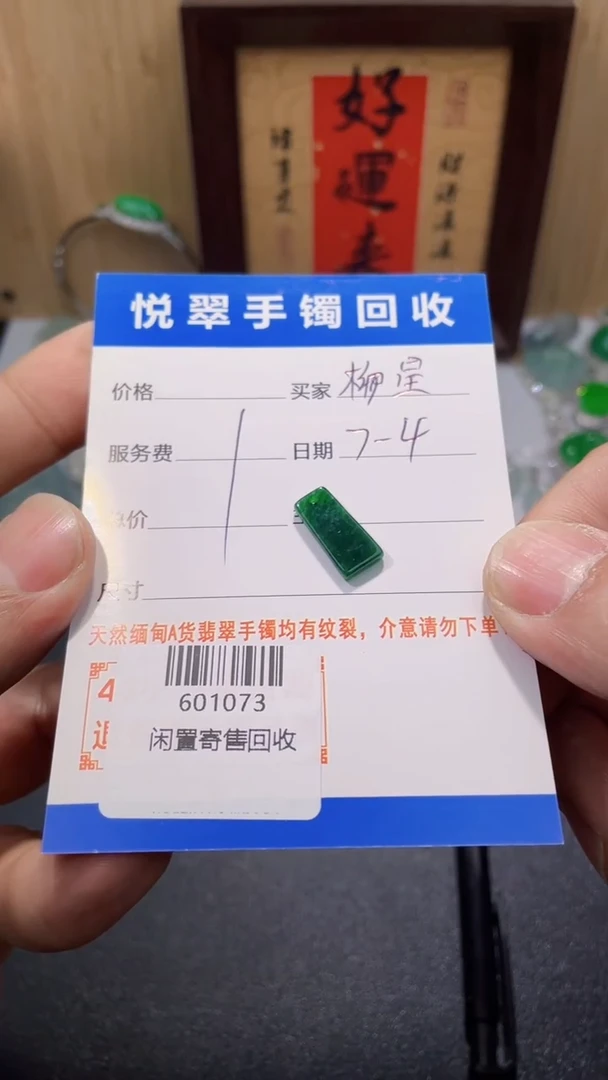 好運來
悦翠手镯回收
价格
买家 柳星
服务费
日期 7-4
总价
尺寸
天然缅甸A货翡翠手镯均有纹裂，介意请勿下单
4
退
601073
闲置寄售回收